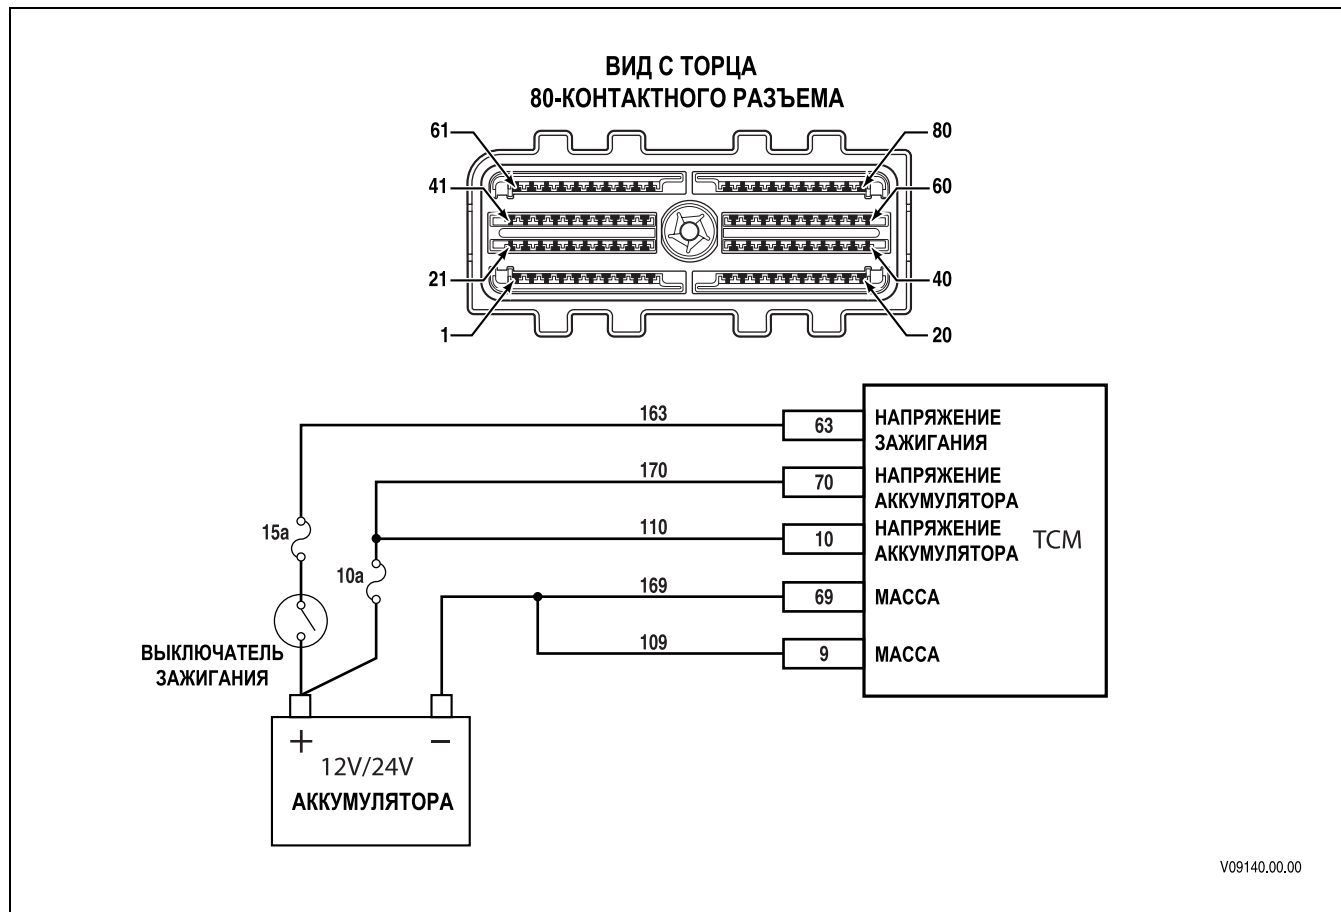 ВИД С ТОРЦА
80-КОНТАКТНОГО РАЗЪЕМА
61
80
41
60
21
40
1
20
163
63
НАПРЯЖЕНИЕ
ЗАЖИГАНИЯ
170
70
НАПРЯЖЕНИЕ
АККУМУЛЯТОРА
15a
110
10
НАПРЯЖЕНИЕ
АККУМУЛЯТОРА
TCM
10a
169
69
МАССА
109
9
МАССА
ВЫКЛЮЧАТЕЛЬ
ЗАЖИГАНИЯ
+
−
12V/24V
АККУМУЛЯТОРА
V09140.00.00